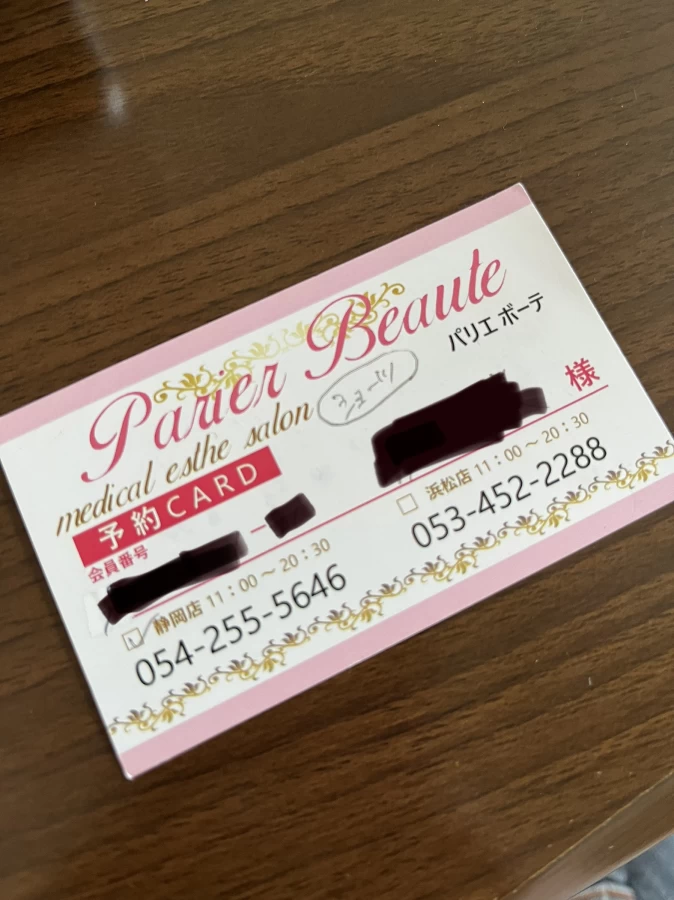 Parier Beaute
パリエ ボーテ
medical esthe salon
ショーツ
予約CARD
様
会員番号
-
静岡店 11:00～20:30
054-255-5646
浜松店 11:00～20:30
053-452-2288